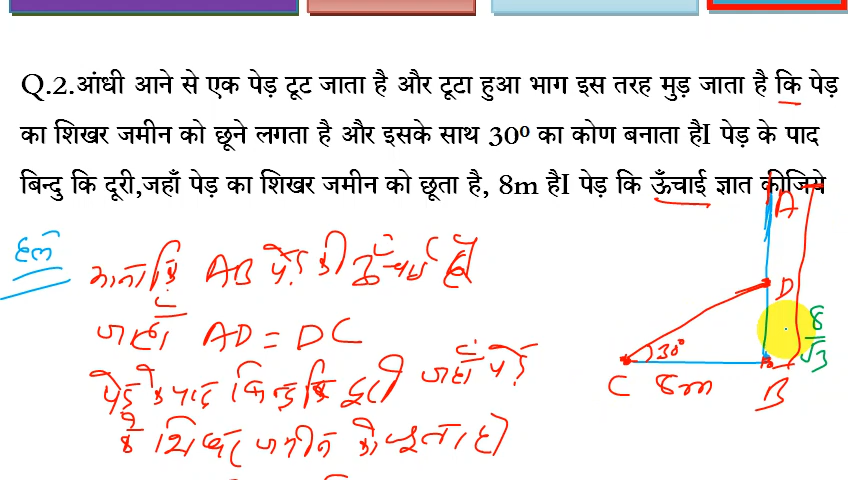 Q.2.आंधी आने से एक पेड़ टूट जाता है और टूटा हुआ भाग इस तरह मुड़ जाता है कि पेड़
का शिखर जमीन को छूने लगता है और इसके साथ 30⁰ का कोण बनाता हैI पेड़ के पाद
बिन्दु कि दूरी,जहाँ पेड़ का शिखर जमीन को छूता है, 8m हैI पेड़ कि ऊँचाई ज्ञात कीजिये
हल
माना कि AB पेड़ की ऊँचाई है
जहाँ AD = DC
पेड़ के पाद बिन्दु कि दूरी जहाँ पेड़
शिखर जमीन को छूता है
A
D
30°
C
8m
B
8
√3